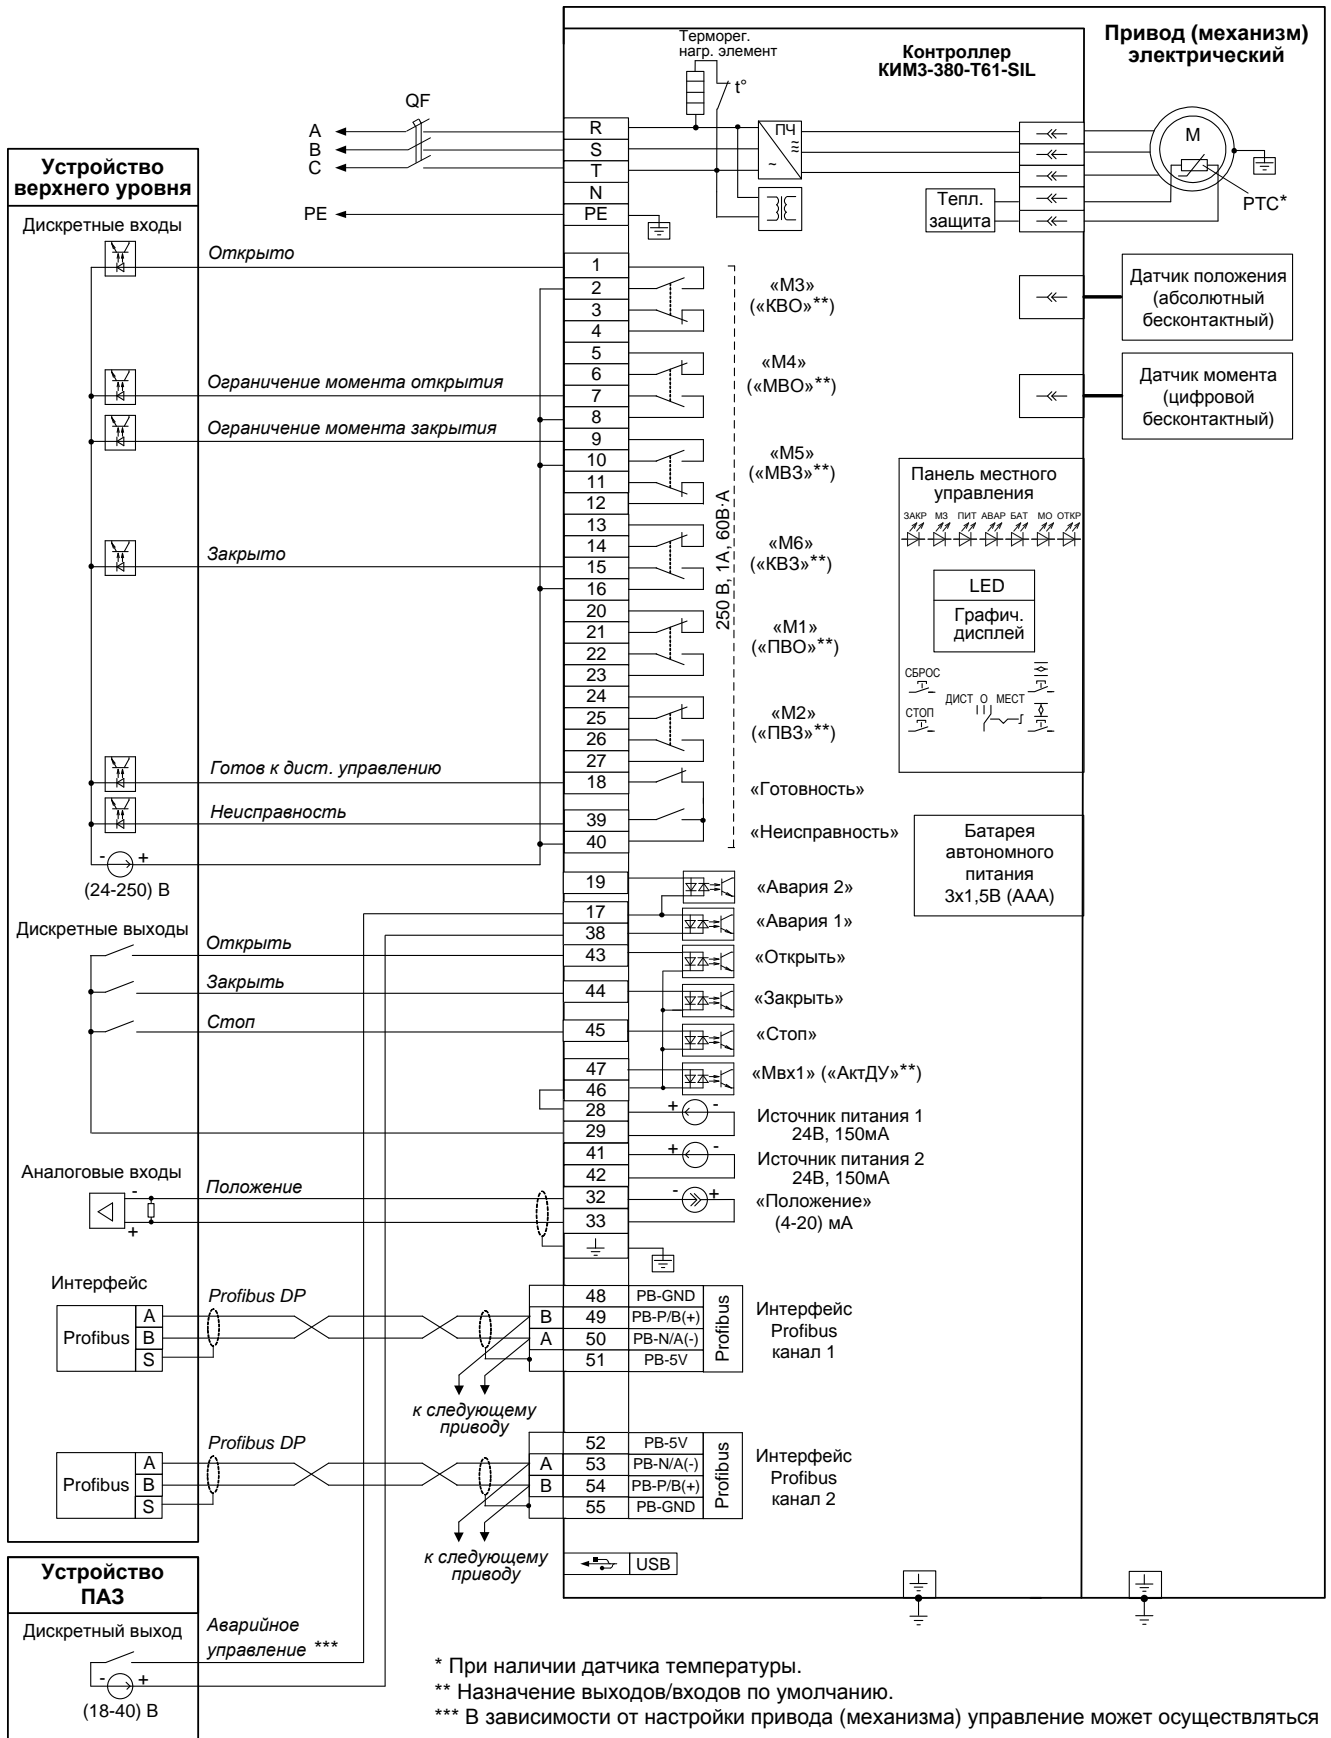 Привод (механизм)
электрический
Контроллер
КИМ3-380-Т61-SIL
Терморег.
нагр. элемент
t°
QF
A
B
C
PE
R
S
T
N
PE
ПЧ
≈
~
Тепл.
защита
M
РТС*
Устройство
верхнего уровня
Дискретные входы
Открыто
Ограничение момента открытия
Ограничение момента закрытия
Закрыто
Готов к дист. управлению
Неисправность
- +
(24-250) В
1
2
3
4
5
6
7
8
9
10
11
12
13
14
15
16
20
21
22
23
24
25
26
27
18
39
40
250 В, 1А, 60В·А
«М3»
(«КВО»**)
«М4»
(«МВО»**)
«М5»
(«МВЗ»**)
«М6»
(«КВЗ»**)
«М1»
(«ПВО»**)
«М2»
(«ПВЗ»**)
«Готовность»
«Неисправность»
Датчик положения
(абсолютный
бесконтактный)
Датчик момента
(цифровой
бесконтактный)
Панель местного
управления
ЗАКР МЗ ПИТ АВАР БАТ МО ОТКР
LED
Графич.
дисплей
СБРОС
СТОП
ДИСТ О МЕСТ
Батарея
автономного
питания
3х1,5В (ААА)
Дискретные выходы
Открыть
Закрыть
Стоп
19
17
38
43
44
45
47
46
28
29
41
42
32
33
«Авария 2»
«Авария 1»
«Открыть»
«Закрыть»
«Стоп»
«Мвх1» («АктДУ»**)
+ -
Источник питания 1
24В, 150мА
+ -
Источник питания 2
24В, 150мА
- +
«Положение»
(4-20) мА
Аналоговые входы
Положение
-
+
Интерфейс
Profibus
A
B
S
Profibus DP
B
A
48 PB-GND
49 PB-P/B(+)
50 PB-N/A(-)
51 PB-5V
Profibus
Интерфейс
Profibus
канал 1
к следующему
приводу
Profibus
A
B
S
Profibus DP
A
B
52 PB-5V
53 PB-N/A(-)
54 PB-P/B(+)
55 PB-GND
Profibus
Интерфейс
Profibus
канал 2
к следующему
приводу
USB
Устройство
ПАЗ
Дискретный выход
Аварийное
управление ***
- +
(18-40) В
* При наличии датчика температуры.
** Назначение выходов/входов по умолчанию.
*** В зависимости от настройки привода (механизма) управление может осуществляться